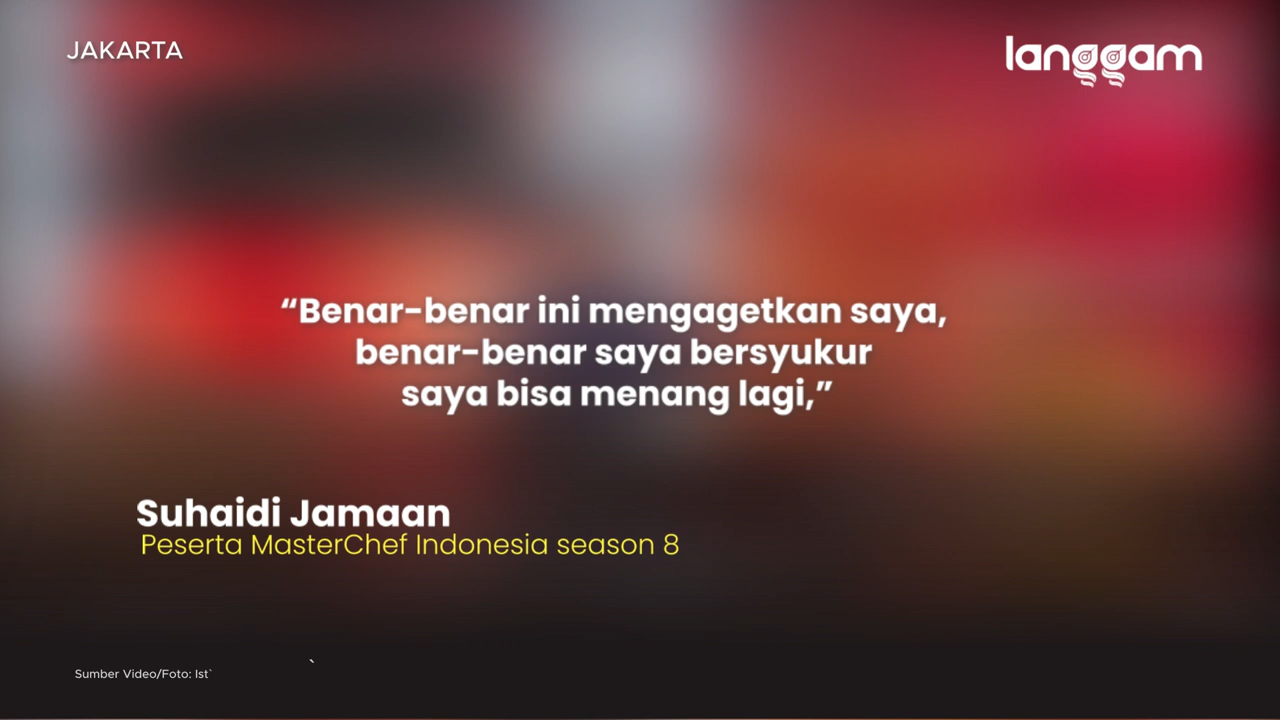 JAKARTA
langgam
“Benar-benar ini mengagetkan saya,
benar-benar saya bersyukur
saya bisa menang lagi,”
Suhaidi Jamaan
Peserta MasterChef Indonesia season 8
`
Sumber Video/Foto: Ist`